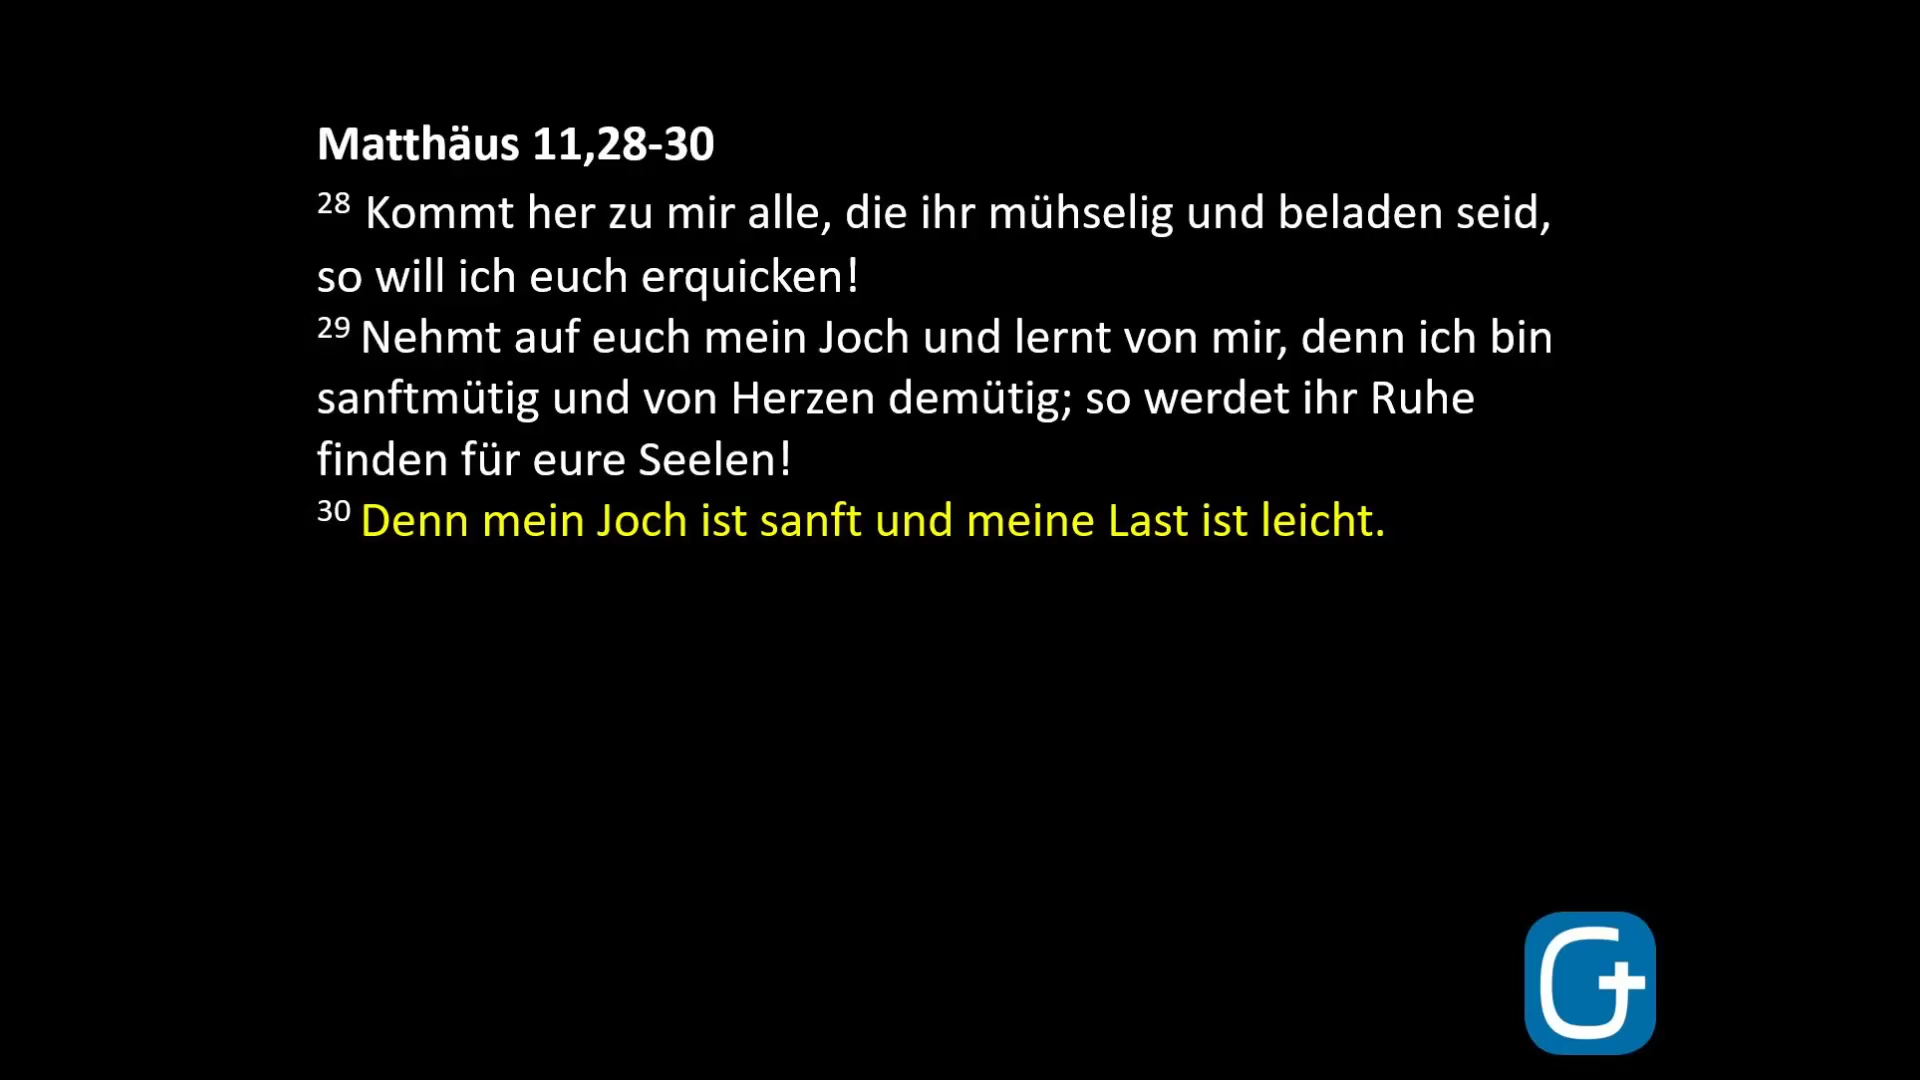 Matthäus 11,28-30
28 Kommt her zu mir alle, die ihr mühselig und beladen seid,
so will ich euch erquicken!
29 Nehmt auf euch mein Joch und lernt von mir, denn ich bin
sanftmütig und von Herzen demütig; so werdet ihr Ruhe
finden für eure Seelen!
30 Denn mein Joch ist sanft und meine Last ist leicht.